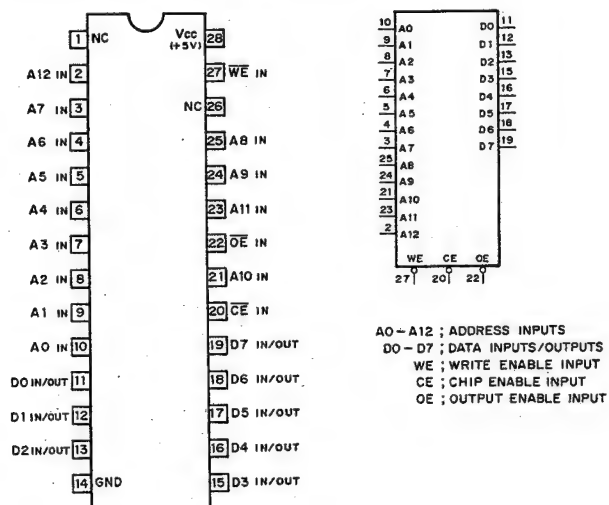 1 NC
A12 IN 2
A7 IN 3
A6 IN 4
A5 IN 5
A4 IN 6
A3 IN 7
A2 IN 8
A1 IN 9
A0 IN 10
D0 IN/OUT 11
D1 IN/OUT 12
D2 IN/OUT 13
14 GND
Vcc 28
(+5V)
27 WE IN
NC 26
25 A8 IN
24 A9 IN
23 A11 IN
22 OE IN
21 A10 IN
20 CE IN
19 D7 IN/OUT
18 D6 IN/OUT
17 D5 IN/OUT
16 D4 IN/OUT
15 D3 IN/OUT
10 A0
9 A1
8 A2
7 A3
6 A4
5 A5
4 A6
3 A7
25 A8
24 A9
21 A10
23 A11
2 A12
D0 11
D1 12
D2 13
D3 15
D4 16
D5 17
D6 18
D7 19
WE CE OE
27 20 22
A0-A12 ; ADDRESS INPUTS
D0-D7 ; DATA INPUTS/OUTPUTS
WE ; WRITE ENABLE INPUT
CE ; CHIP ENABLE INPUT
OE ; OUTPUT ENABLE INPUT